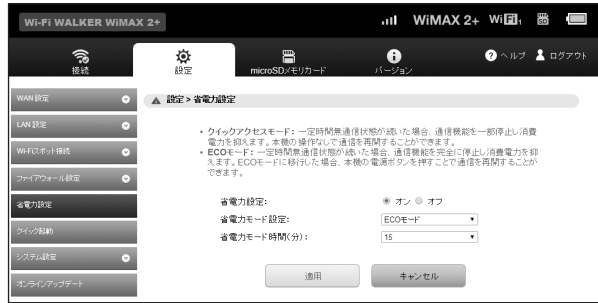 Wi-Fi WALKER WiMAX 2+
WiMAX 2+ WiFi1
接続
設定
microSDメモリカード
バージョン
? ヘルプ
ログアウト
WAN設定
LAN設定
Wi-Fiスポット接続
ファイアウォール設定
省電力設定
クイック起動
システム設定
オンラインアップデート
設定 > 省電力設定
• クイックアクセスモード: 一定時間無通信状態が続いた場合、通信機能を一部停止し消費
電力を抑えます。本機の操作なしで通信を再開することができます。
• ECOモード: 一定時間無通信状態が続いた場合、通信機能を完全に停止し消費電力を抑
えます。ECOモードに移行した場合、本機の電源ボタンを押すことで通信を再開することが
できます。
省電力設定: オン オフ
省電力モード設定: ECOモード
省電力モード時間(分): 15
適用 キャンセル